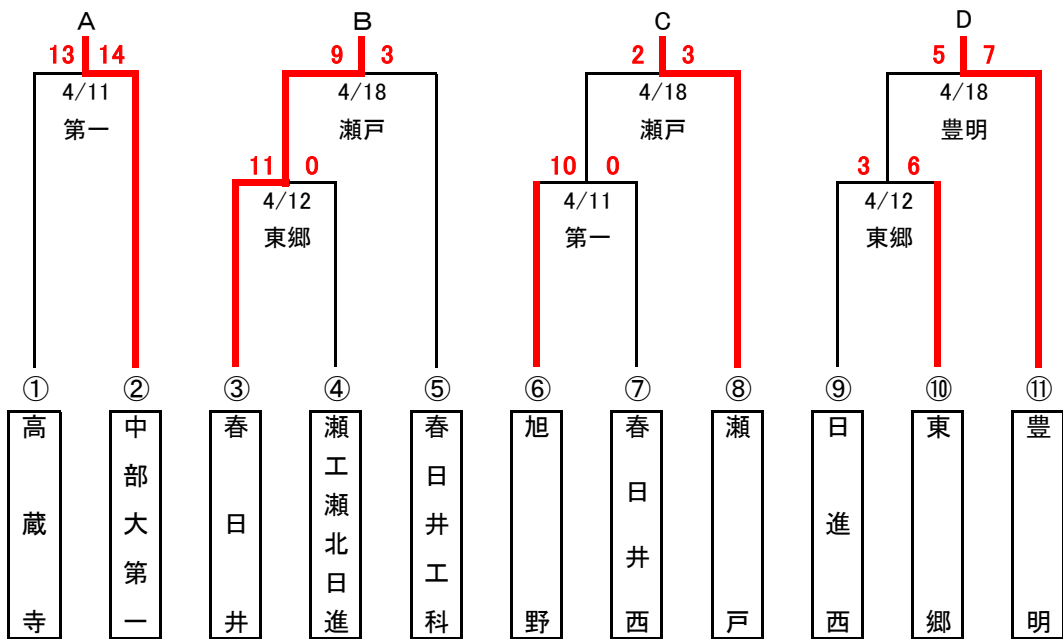 A B C D
13 14 9 3 2 3 5 7
4/11 4/18 4/18 4/18
第一 瀬戸 瀬戸 豊明
11 0 10 0 3 6
4/12 4/11 4/12
東郷 第一 東郷
① ② ③ ④ ⑤ ⑥ ⑦ ⑧ ⑨ ⑩ ⑪
高蔵寺
中部大第一
春日井
瀬工瀬北日進
春日井工科
旭野
春日井西
瀬戸
日進西
東郷
豊明